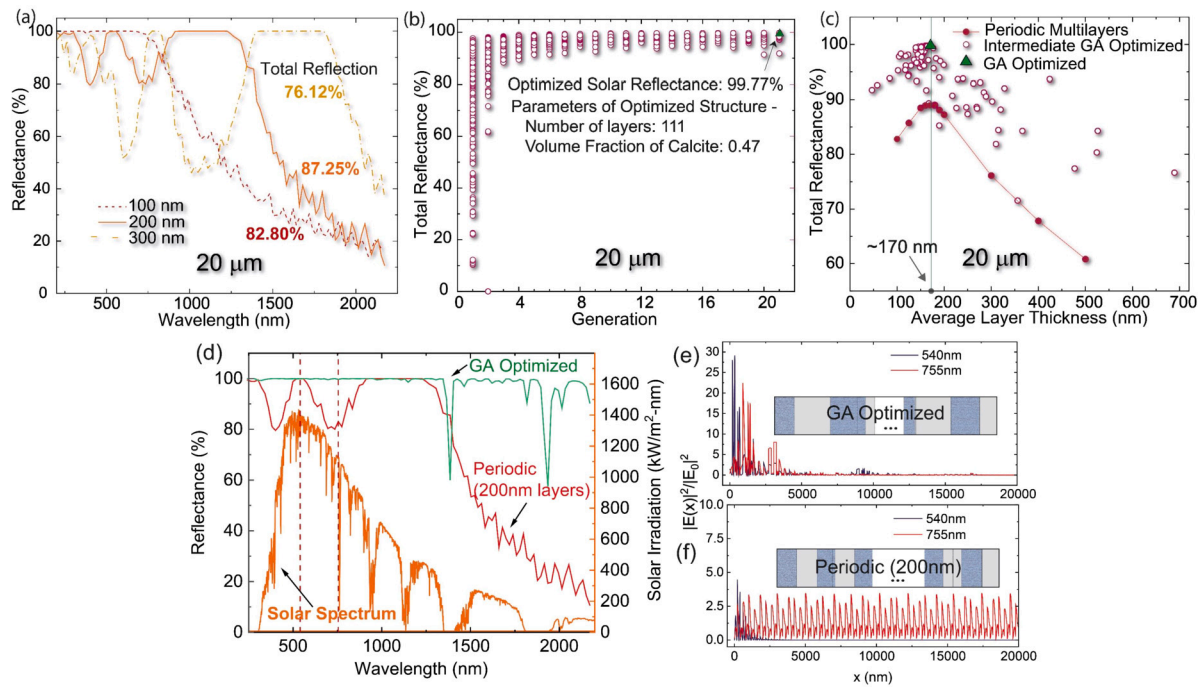 (a)
Reflectance (%)
100
80
60
40
20
0
Total Reflection
76.12%
87.25%
82.80%
100 nm
200 nm
300 nm
20 μm
500
1000
1500
2000
Wavelength (nm)
(b)
Total Reflectance (%)
100
80
60
40
20
0
Optimized Solar Reflectance: 99.77%
Parameters of Optimized Structure -
Number of layers: 111
Volume Fraction of Calcite: 0.47
20 μm
0 2 4 6 8 10 12 14 16 18 20 22
Generation
(c)
Total Reflectance (%)
100
90
80
70
60
Periodic Multilayers
Intermediate GA Optimized
GA Optimized
~170 nm
20 μm
0 100 200 300 400 500 600 700
Average Layer Thickness (nm)
(d)
Reflectance (%)
100
80
60
40
20
0
GA Optimized
Periodic
(200nm layers)
Solar Spectrum
1600
1400
1200
1000
800
600
400
200
0
Solar Irradiation (kW/m²-nm)
500
1000
1500
2000
Wavelength (nm)
(e)
540nm
755nm
30
25
20
15
10
5
0
GA Optimized
...
0 5000 10000 15000 20000
|E(x)|²/|E₀|²
(f)
540nm
755nm
10.0
7.5
5.0
2.5
0.0
Periodic (200nm)
...
0 5000 10000 15000 20000
x (nm)